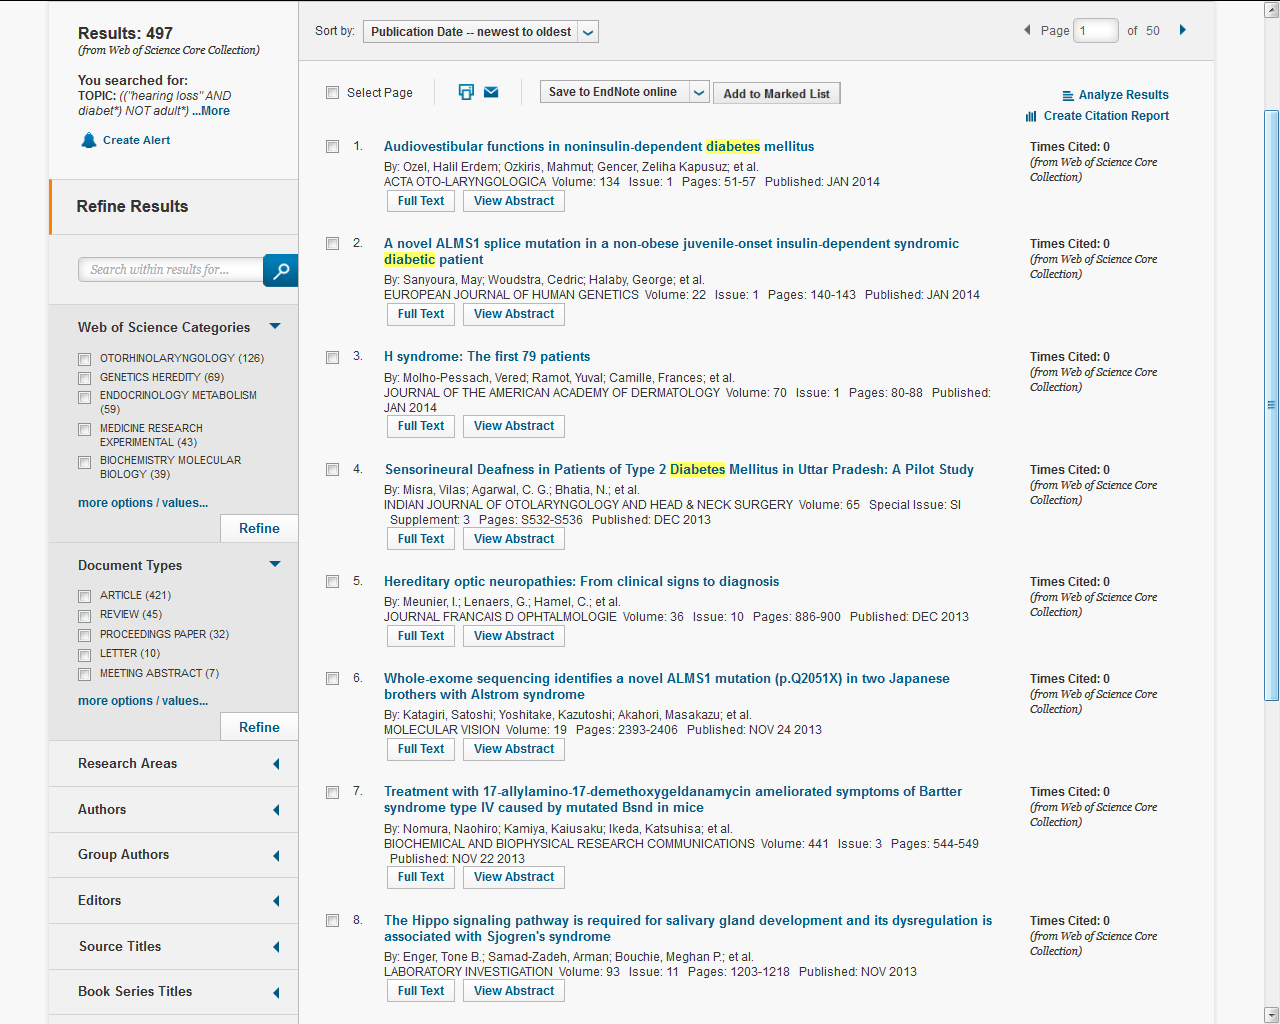 Results: 497
(from Web of Science Core Collection)
You searched for:
TOPIC: (("hearing loss" AND
diabet*) NOT adult*) ...More
Create Alert
Refine Results
Search within results for...
Web of Science Categories
OTORHINOLARYNGOLOGY (126)
GENETICS HEREDITY (69)
ENDOCRINOLOGY METABOLISM
(59)
MEDICINE RESEARCH
EXPERIMENTAL (43)
BIOCHEMISTRY MOLECULAR
BIOLOGY (39)
more options / values...
Refine
Document Types
ARTICLE (421)
REVIEW (45)
PROCEEDINGS PAPER (32)
LETTER (10)
MEETING ABSTRACT (7)
more options / values...
Refine
Research Areas
Authors
Group Authors
Editors
Source Titles
Book Series Titles
Sort by: Publication Date -- newest to oldest
Page 1 of 50
Select Page
Save to EndNote online
Add to Marked List
Analyze Results
Create Citation Report
1. Audiovestibular functions in noninsulin-dependent diabetes mellitus
By: Ozel, Halil Erdem; Ozkiris, Mahmut; Gencer, Zeliha Kapusuz; et al.
ACTA OTO-LARYNGOLOGICA Volume: 134 Issue: 1 Pages: 51-57 Published: JAN 2014
Full Text View Abstract
Times Cited: 0
(from Web of Science Core
Collection)
2. A novel ALMS1 splice mutation in a non-obese juvenile-onset insulin-dependent syndromic
diabetic patient
By: Sanyoura, May; Woudstra, Cedric; Halaby, George; et al.
EUROPEAN JOURNAL OF HUMAN GENETICS Volume: 22 Issue: 1 Pages: 140-143 Published: JAN 2014
Full Text View Abstract
Times Cited: 0
(from Web of Science Core
Collection)
3. H syndrome: The first 79 patients
By: Molho-Pessach, Vered; Ramot, Yuval; Camille, Frances; et al.
JOURNAL OF THE AMERICAN ACADEMY OF DERMATOLOGY Volume: 70 Issue: 1 Pages: 80-88 Published:
JAN 2014
Full Text View Abstract
Times Cited: 0
(from Web of Science Core
Collection)
4. Sensorineural Deafness in Patients of Type 2 Diabetes Mellitus in Uttar Pradesh: A Pilot Study
By: Misra, Vilas; Agarwal, C. G.; Bhatia, N.; et al.
INDIAN JOURNAL OF OTOLARYNGOLOGY AND HEAD & NECK SURGERY Volume: 65 Special Issue: SI
Supplement: 3 Pages: S532-S536 Published: DEC 2013
Full Text View Abstract
Times Cited: 0
(from Web of Science Core
Collection)
5. Hereditary optic neuropathies: From clinical signs to diagnosis
By: Meunier, I.; Lenaers, G.; Hamel, C.; et al.
JOURNAL FRANCAIS D OPHTALMOLOGIE Volume: 36 Issue: 10 Pages: 886-900 Published: DEC 2013
Full Text View Abstract
Times Cited: 0
(from Web of Science Core
Collection)
6. Whole-exome sequencing identifies a novel ALMS1 mutation (p.Q2051X) in two Japanese
brothers with Alstrom syndrome
By: Katagiri, Satoshi; Yoshitake, Kazutoshi; Akahori, Masakazu; et al.
MOLECULAR VISION Volume: 19 Pages: 2393-2406 Published: NOV 24 2013
Full Text View Abstract
Times Cited: 0
(from Web of Science Core
Collection)
7. Treatment with 17-allylamino-17-demethoxygeldanamycin ameliorated symptoms of Bartter
syndrome type IV caused by mutated Bsnd in mice
By: Nomura, Naohiro; Kamiya, Kaiusaku; Ikeda, Katsuhisa; et al.
BIOCHEMICAL AND BIOPHYSICAL RESEARCH COMMUNICATIONS Volume: 441 Issue: 3 Pages: 544-549
Published: NOV 22 2013
Full Text View Abstract
Times Cited: 0
(from Web of Science Core
Collection)
8. The Hippo signaling pathway is required for salivary gland development and its dysregulation is
associated with Sjogren's syndrome
By: Enger, Tone B.; Samad-Zadeh, Arman; Bouchie, Meghan P.; et al.
LABORATORY INVESTIGATION Volume: 93 Issue: 11 Pages: 1203-1218 Published: NOV 2013
Full Text View Abstract
Times Cited: 0
(from Web of Science Core
Collection)